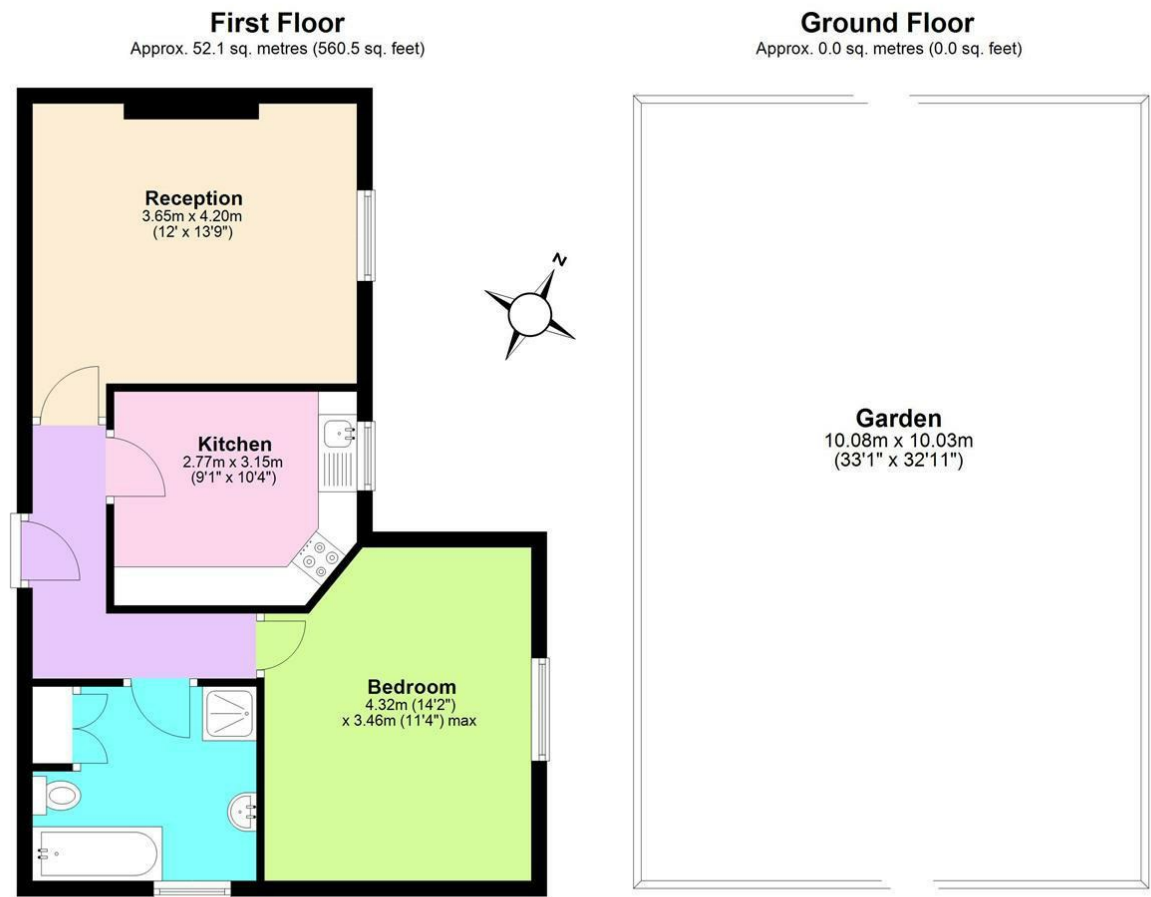 First Floor
Approx. 52.1 sq. metres (560.5 sq. feet)
Ground Floor
Approx. 0.0 sq. metres (0.0 sq. feet)
Reception
3.65m x 4.20m
(12' x 13'9")
N
Kitchen
2.77m x 3.15m
(9'1" x 10'4")
Garden
10.08m x 10.03m
(33'1" x 32'11")
Bedroom
4.32m (14'2")
x 3.46m (11'4") max